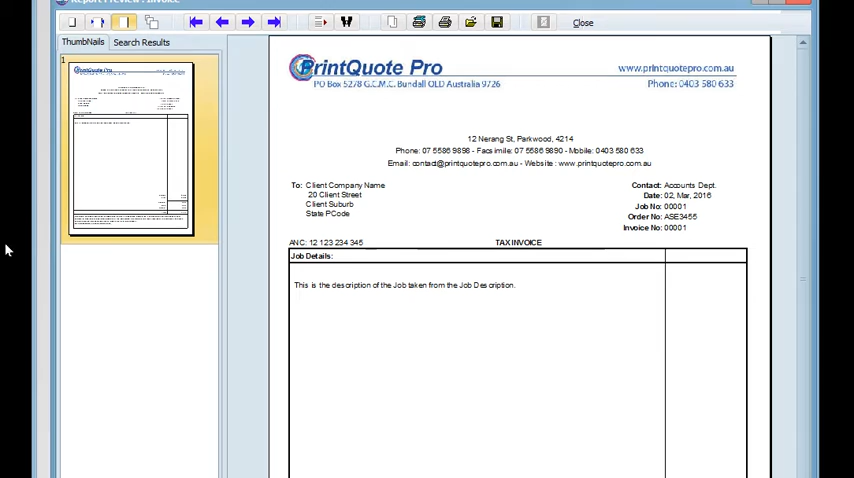 Report Preview : Invoice
Close
ThumbNails Search Results
1
PrintQuote Pro
www.printquotepro.com.au
PO Box 5278 G.C.M.C. Bundall QLD Australia 9726
Phone: 0403 580 633
12 Nerang St, Parkwood, 4214
Phone: 07 5586 9898 - Facsimile: 07 5586 9890 - Mobile: 0403 580 633
Email: contact@printquotepro.com.au - Website : www.printquotepro.com.au
To: Client Company Name
20 Client Street
Client Suburb
State PCode
Contact: Accounts Dept.
Date: 02, Mar, 2016
Job No: 00001
Order No: ASE3455
Invoice No: 00001
ANC: 12 123 234 345
TAX INVOICE
Job Details:
This is the description of the Job taken from the Job Description.